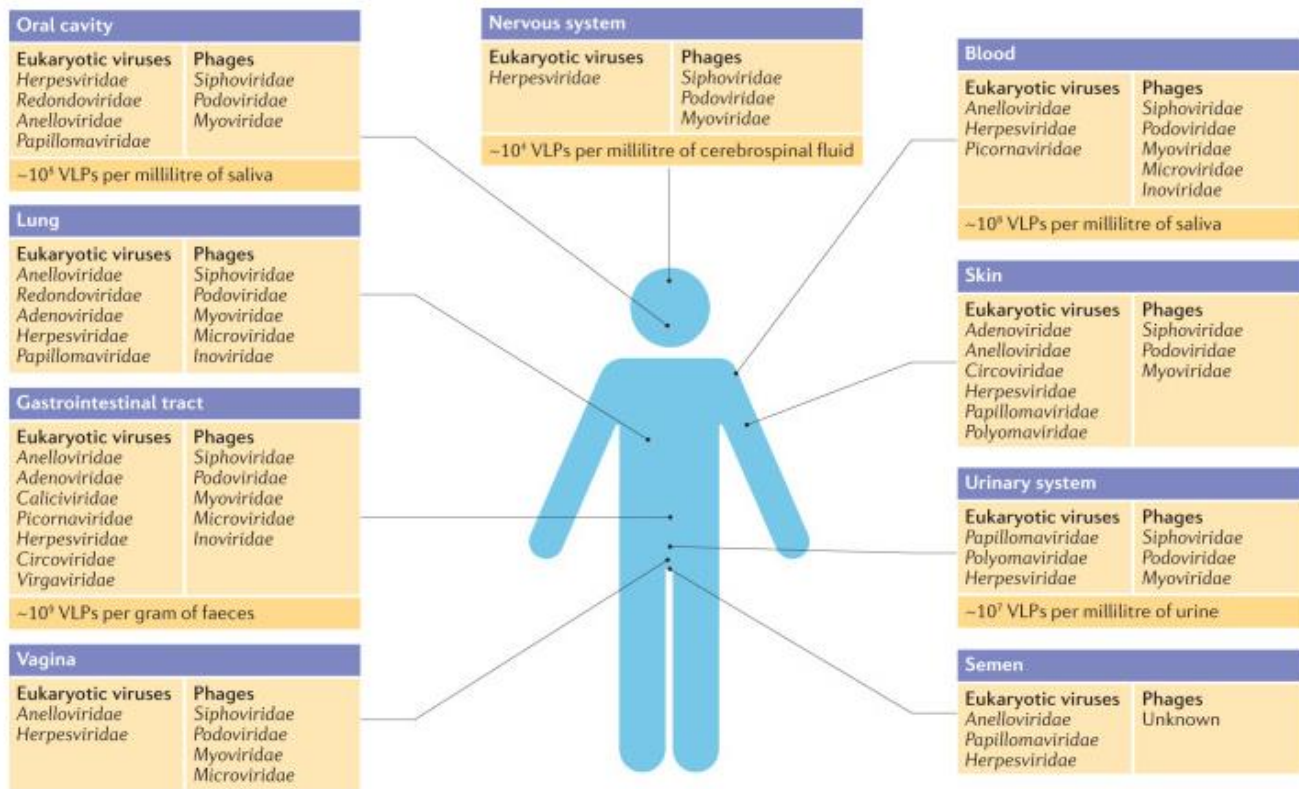 Oral cavity
Eukaryotic viruses
Herpesviridae
Redondoviridae
Anelloviridae
Papillomaviridae
Phages
Siphoviridae
Podoviridae
Myoviridae
~10⁸ VLPs per millilitre of saliva
Lung
Eukaryotic viruses
Anelloviridae
Redondoviridae
Adenoviridae
Herpesviridae
Papillomaviridae
Phages
Siphoviridae
Podoviridae
Myoviridae
Microviridae
Inoviridae
Gastrointestinal tract
Eukaryotic viruses
Anelloviridae
Adenoviridae
Caliciviridae
Picornaviridae
Herpesviridae
Circoviridae
Virgaviridae
Phages
Siphoviridae
Podoviridae
Myoviridae
Microviridae
Inoviridae
~10⁹ VLPs per gram of faeces
Vagina
Eukaryotic viruses
Anelloviridae
Herpesviridae
Phages
Siphoviridae
Podoviridae
Myoviridae
Microviridae
Nervous system
Eukaryotic viruses
Herpesviridae
Phages
Siphoviridae
Podoviridae
Myoviridae
~10⁴ VLPs per millilitre of cerebrospinal fluid
Blood
Eukaryotic viruses
Anelloviridae
Herpesviridae
Picornaviridae
Phages
Siphoviridae
Podoviridae
Myoviridae
Microviridae
Inoviridae
~10⁸ VLPs per millilitre of saliva
Skin
Eukaryotic viruses
Adenoviridae
Anelloviridae
Circoviridae
Herpesviridae
Papillomaviridae
Polyomaviridae
Phages
Siphoviridae
Podoviridae
Myoviridae
Urinary system
Eukaryotic viruses
Papillomaviridae
Polyomaviridae
Herpesviridae
Phages
Siphoviridae
Podoviridae
Myoviridae
~10⁷ VLPs per millilitre of urine
Semen
Eukaryotic viruses
Anelloviridae
Papillomaviridae
Herpesviridae
Phages
Unknown